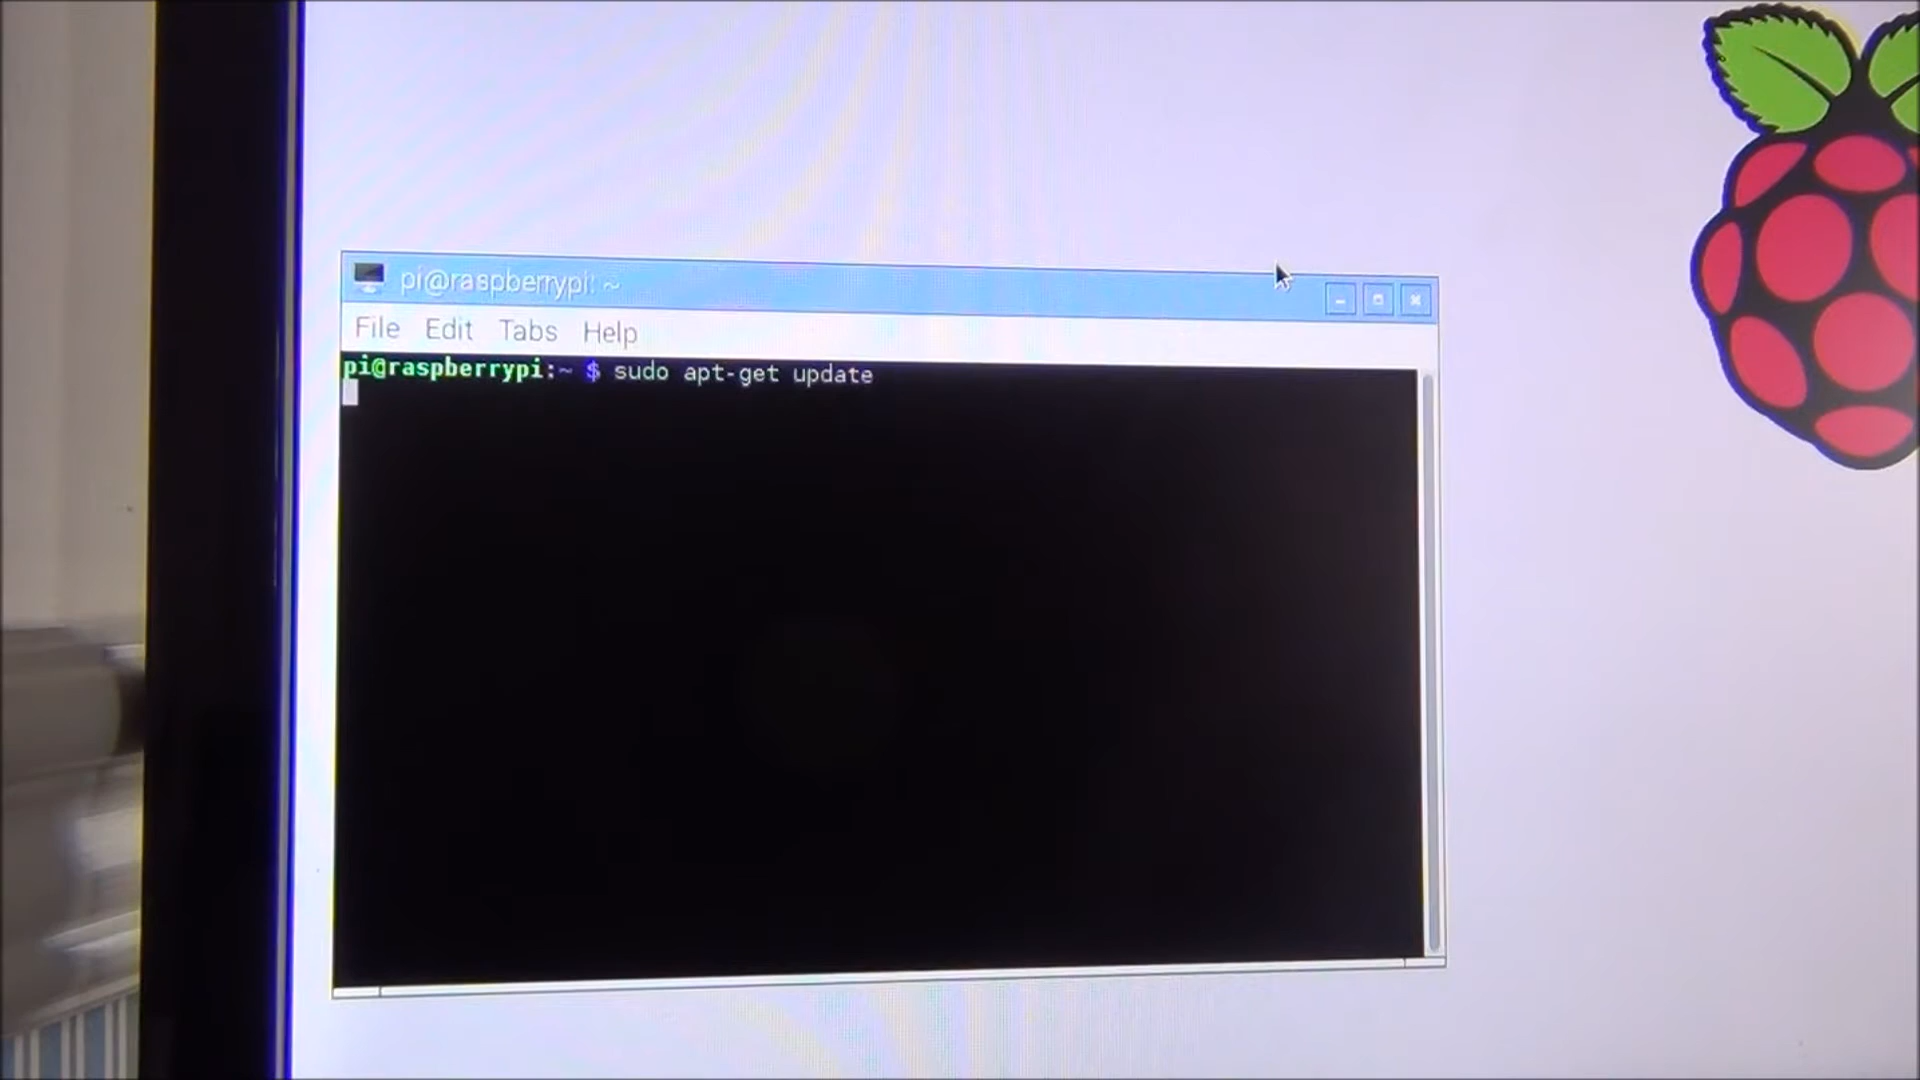 pi@raspberrypi: ~
File Edit Tabs Help
pi@raspberrypi:~ $ sudo apt-get update